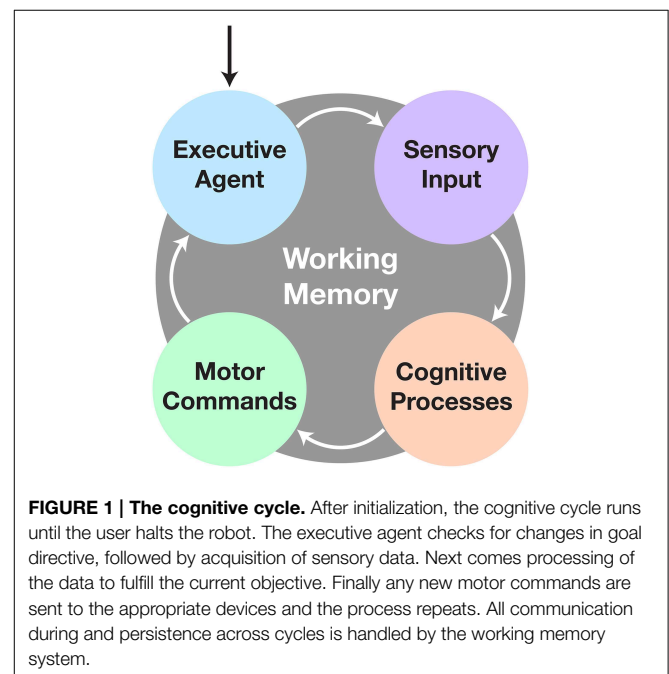 Executive
Agent
Sensory
Input
Working
Memory
Motor
Commands
Cognitive
Processes
FIGURE 1 | The cognitive cycle. After initialization, the cognitive cycle runs
until the user halts the robot. The executive agent checks for changes in goal
directive, followed by acquisition of sensory data. Next comes processing of
the data to fulfill the current objective. Finally any new motor commands are
sent to the appropriate devices and the process repeats. All communication
during and persistence across cycles is handled by the working memory
system.